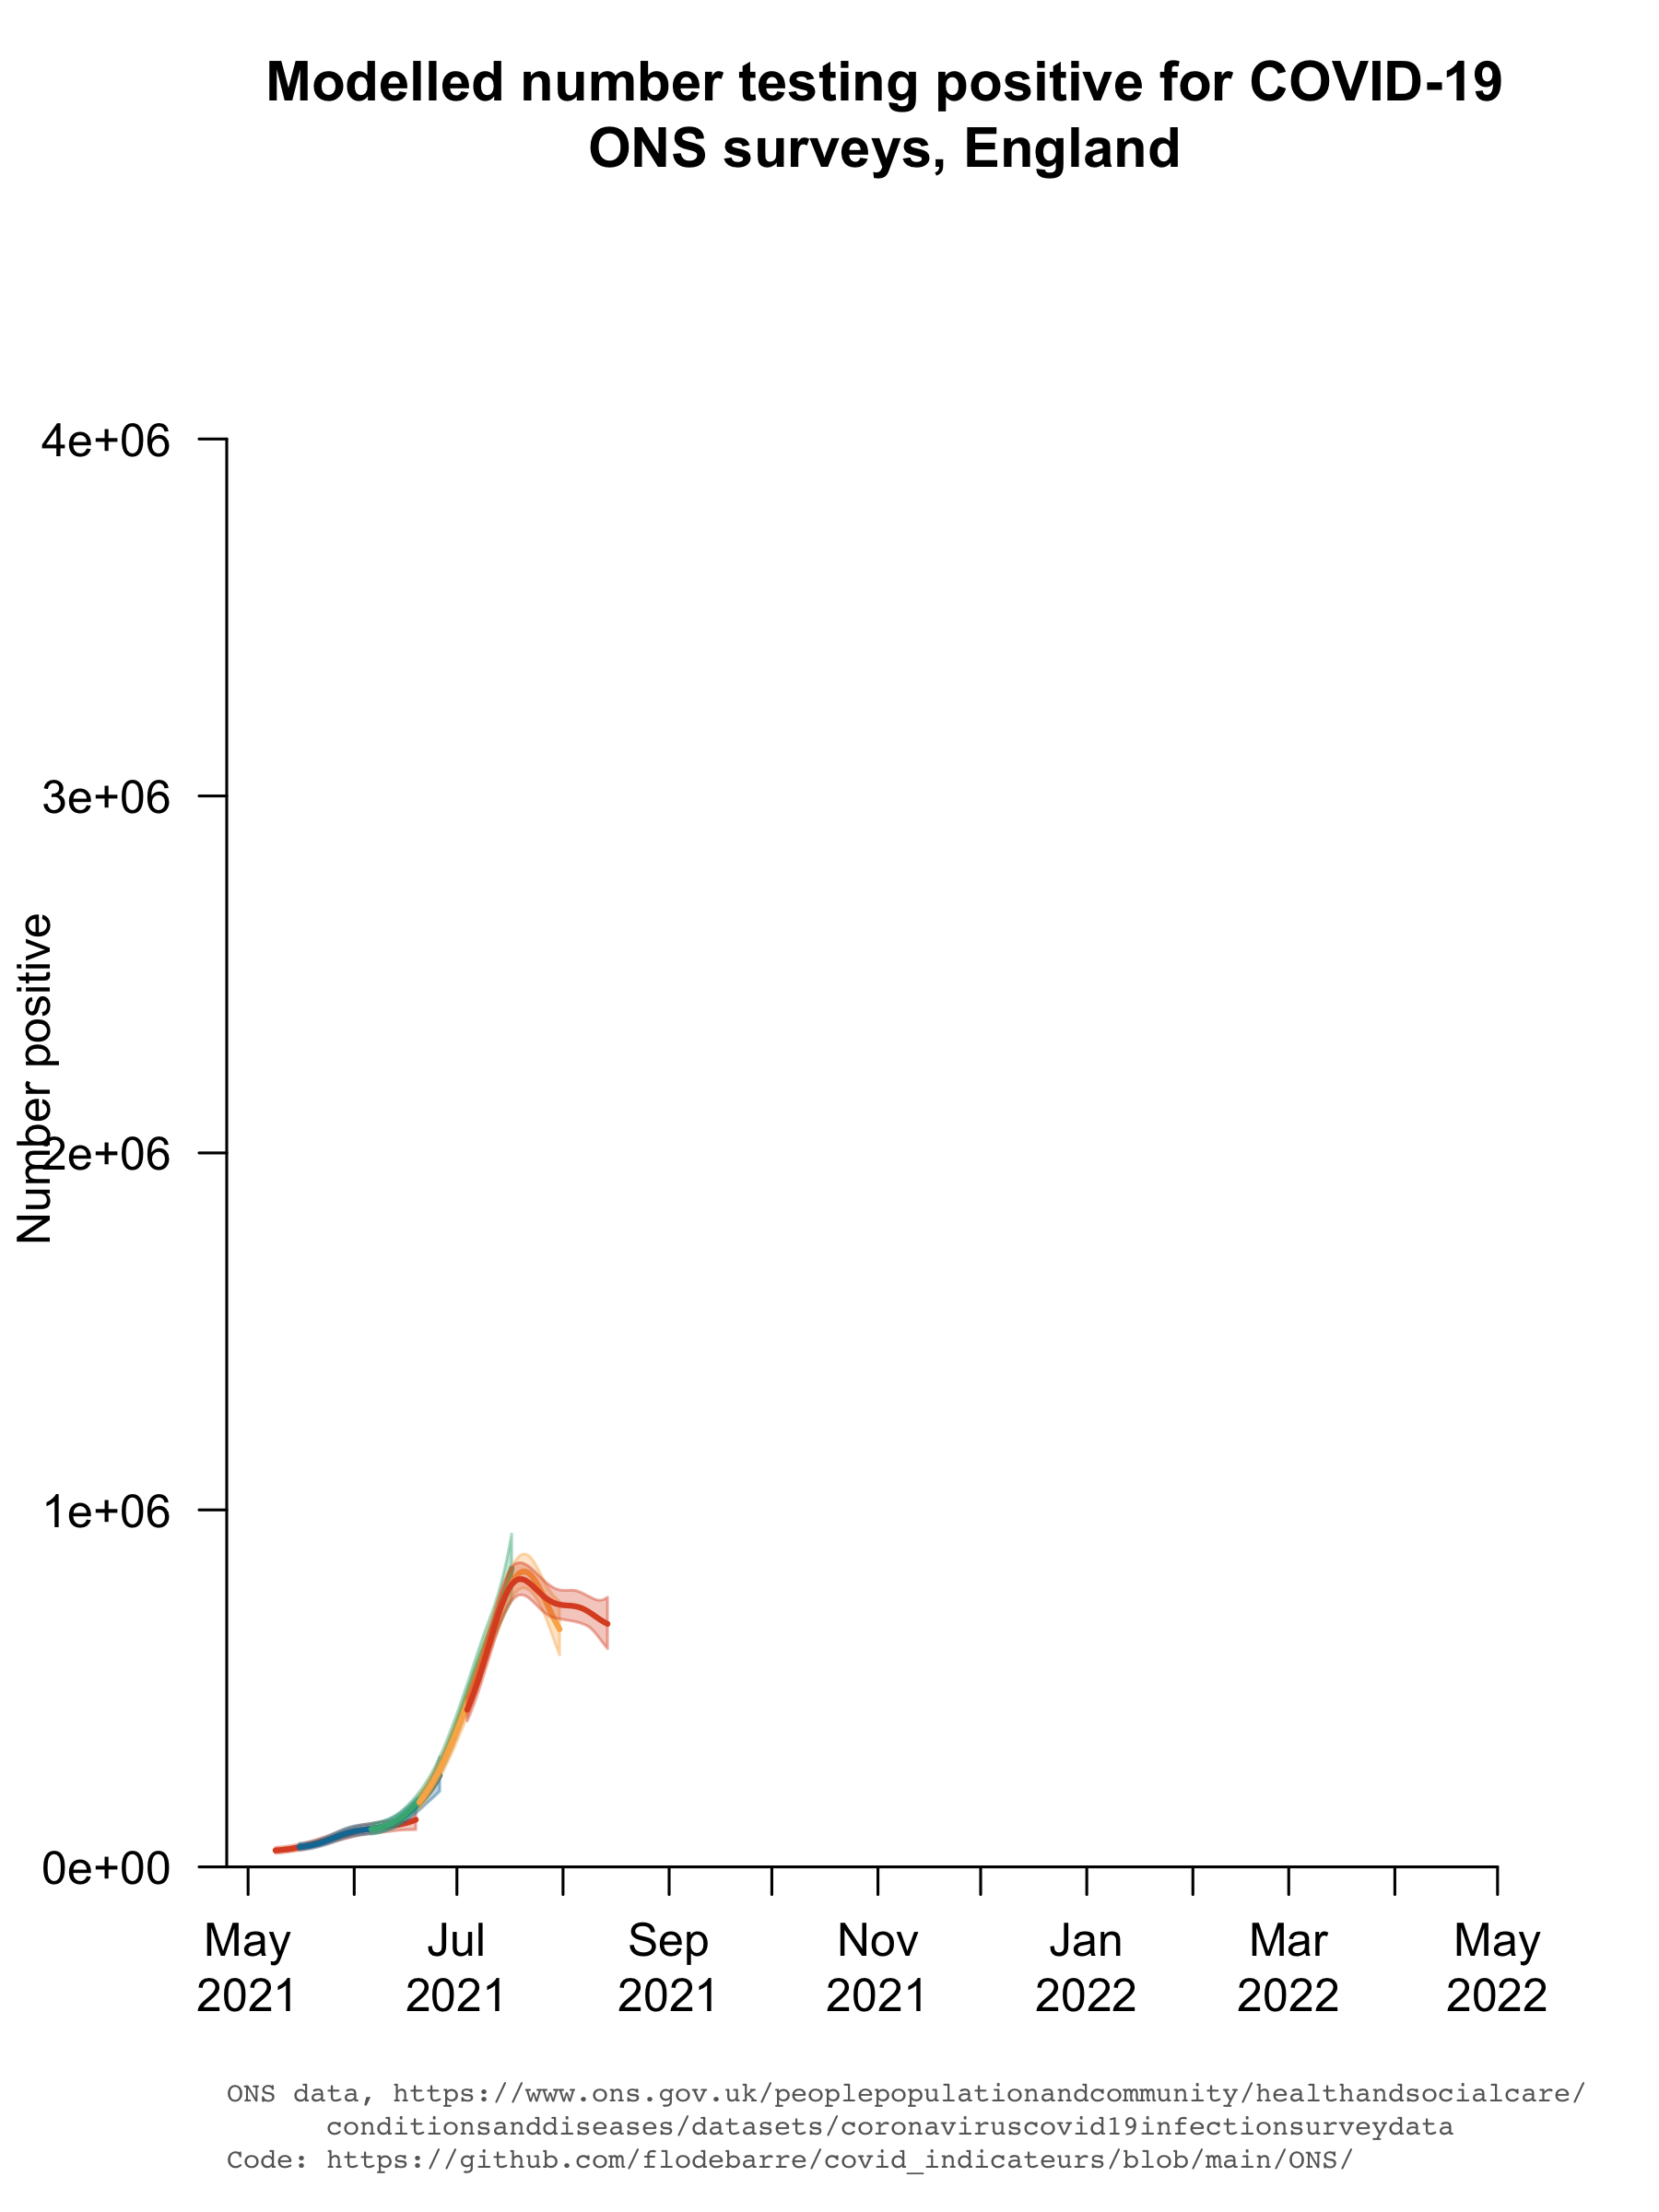 Modelled number testing positive for COVID-19
ONS surveys, England
4e+06
3e+06
Number positive
2e+06
1e+06
0e+00
May Jul Sep Nov Jan Mar May
2021 2021 2021 2021 2022 2022 2022
ONS data, https://www.ons.gov.uk/peoplepopulationandcommunity/healthandsocialcare/
conditionsanddiseases/datasets/coronaviruscovid19infectionsurveydata
Code: https://github.com/flodebarre/covid_indicateurs/blob/main/ONS/